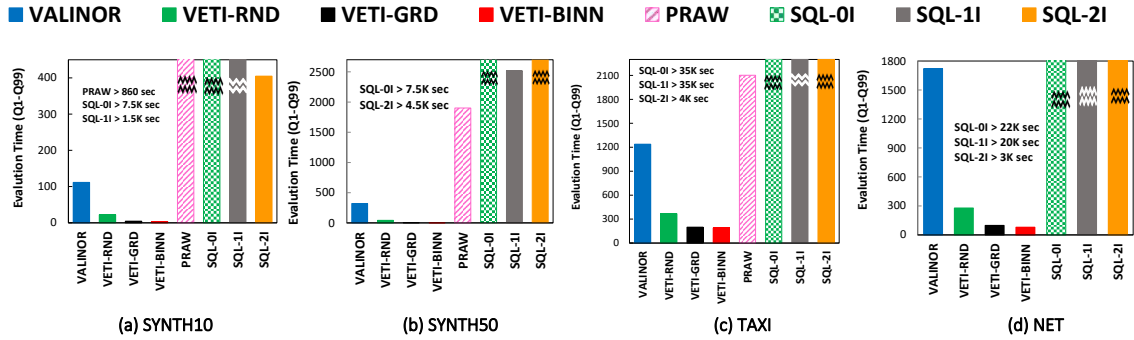 VALINOR VETI-RND VETI-GRD VETI-BINN PRAW SQL-0I SQL-1I SQL-2I
Evalution Time (Q1-Q99)
400
300
200
100
0
PRAW > 860 sec
SQL-0I > 7.5K sec
SQL-1I > 1.5K sec
VALINOR
VETI-RND
VETI-GRD
VETI-BINN
PRAW
SQL-0I
SQL-1I
SQL-2I
(a) SYNTH10
Evalution Time (Q1-Q99)
2500
2000
1500
1000
500
0
SQL-0I > 7.5K sec
SQL-2I > 4.5K sec
VALINOR
VETI-RND
VETI-GRD
VETI-BINN
PRAW
SQL-0I
SQL-1I
SQL-2I
(b) SYNTH50
Evalution Time (Q1-Q99)
2100
1800
1500
1200
900
600
300
0
SQL-0I > 35K sec
SQL-1I > 35K sec
SQL-2I > 4K sec
VALINOR
VETI-RND
VETI-GRD
VETI-BINN
PRAW
SQL-0I
SQL-1I
SQL-2I
(c) TAXI
Evalution Time (Q1-Q99)
1800
1500
1200
900
600
300
0
SQL-0I > 22K sec
SQL-1I > 20K sec
SQL-2I > 3K sec
VALINOR
VETI-RND
VETI-GRD
VETI-BINN
SQL-0I
SQL-1I
SQL-2I
(d) NET